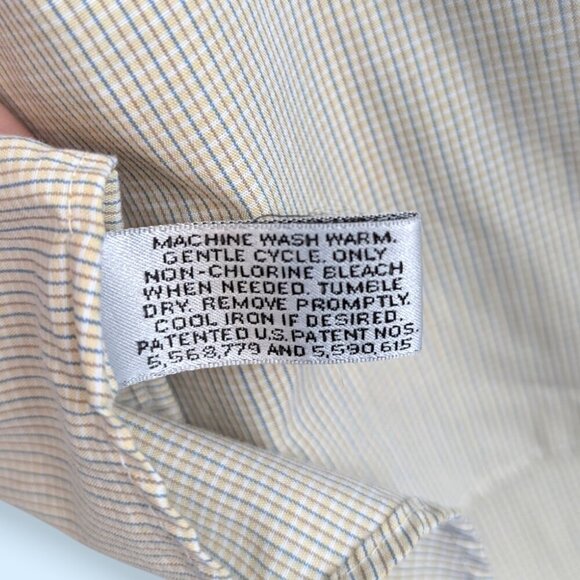 MACHINE WASH WARM.
GENTLE CYCLE. ONLY
NON-CHLORINE BLEACH
WHEN NEEDED. TUMBLE
DRY. REMOVE PROMPTLY.
COOL IRON IF DESIRED.
PATENTED U.S. PATENT NOS.
5,568,779 AND 5,590,615